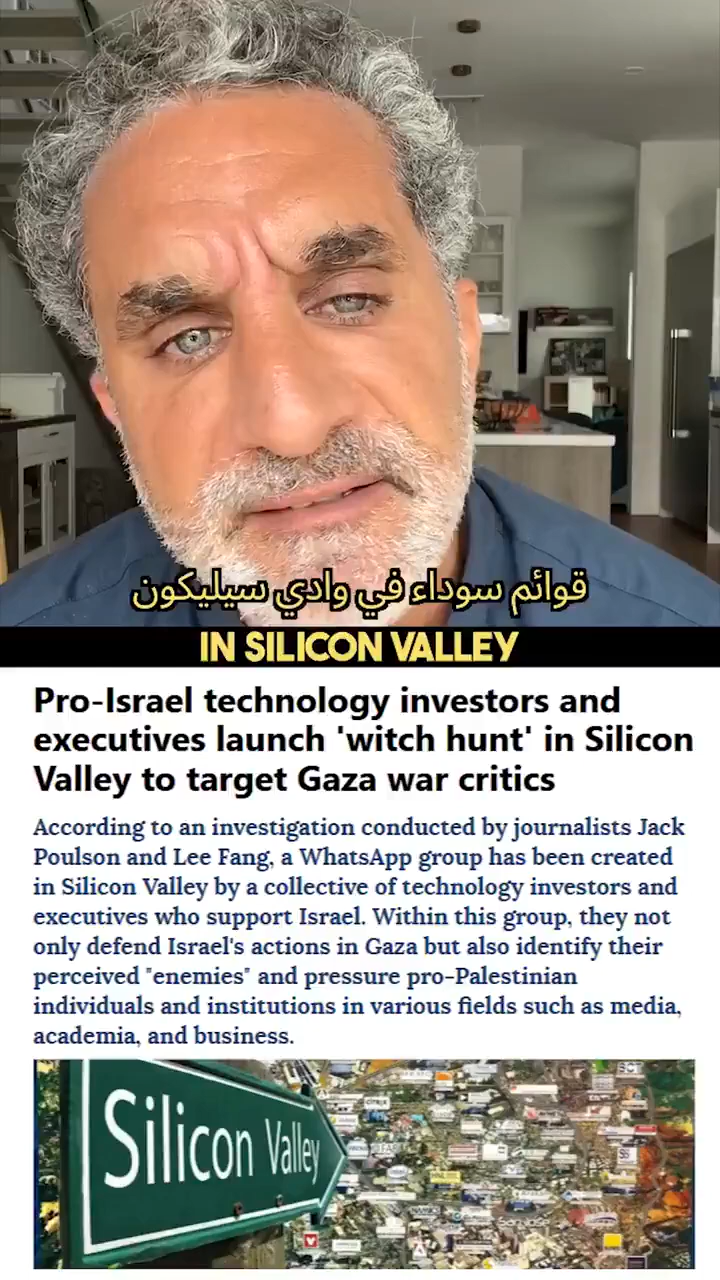 قوائم سوداء في وادي سيليكون
IN SILICON VALLEY
Pro-Israel technology investors and
executives launch 'witch hunt' in Silicon
Valley to target Gaza war critics
According to an investigation conducted by journalists Jack
Poulson and Lee Fang, a WhatsApp group has been created
in Silicon Valley by a collective of technology investors and
executives who support Israel. Within this group, they not
only defend Israel's actions in Gaza but also identify their
perceived "enemies" and pressure pro-Palestinian
individuals and institutions in various fields such as media,
academia, and business.
Silicon Valley